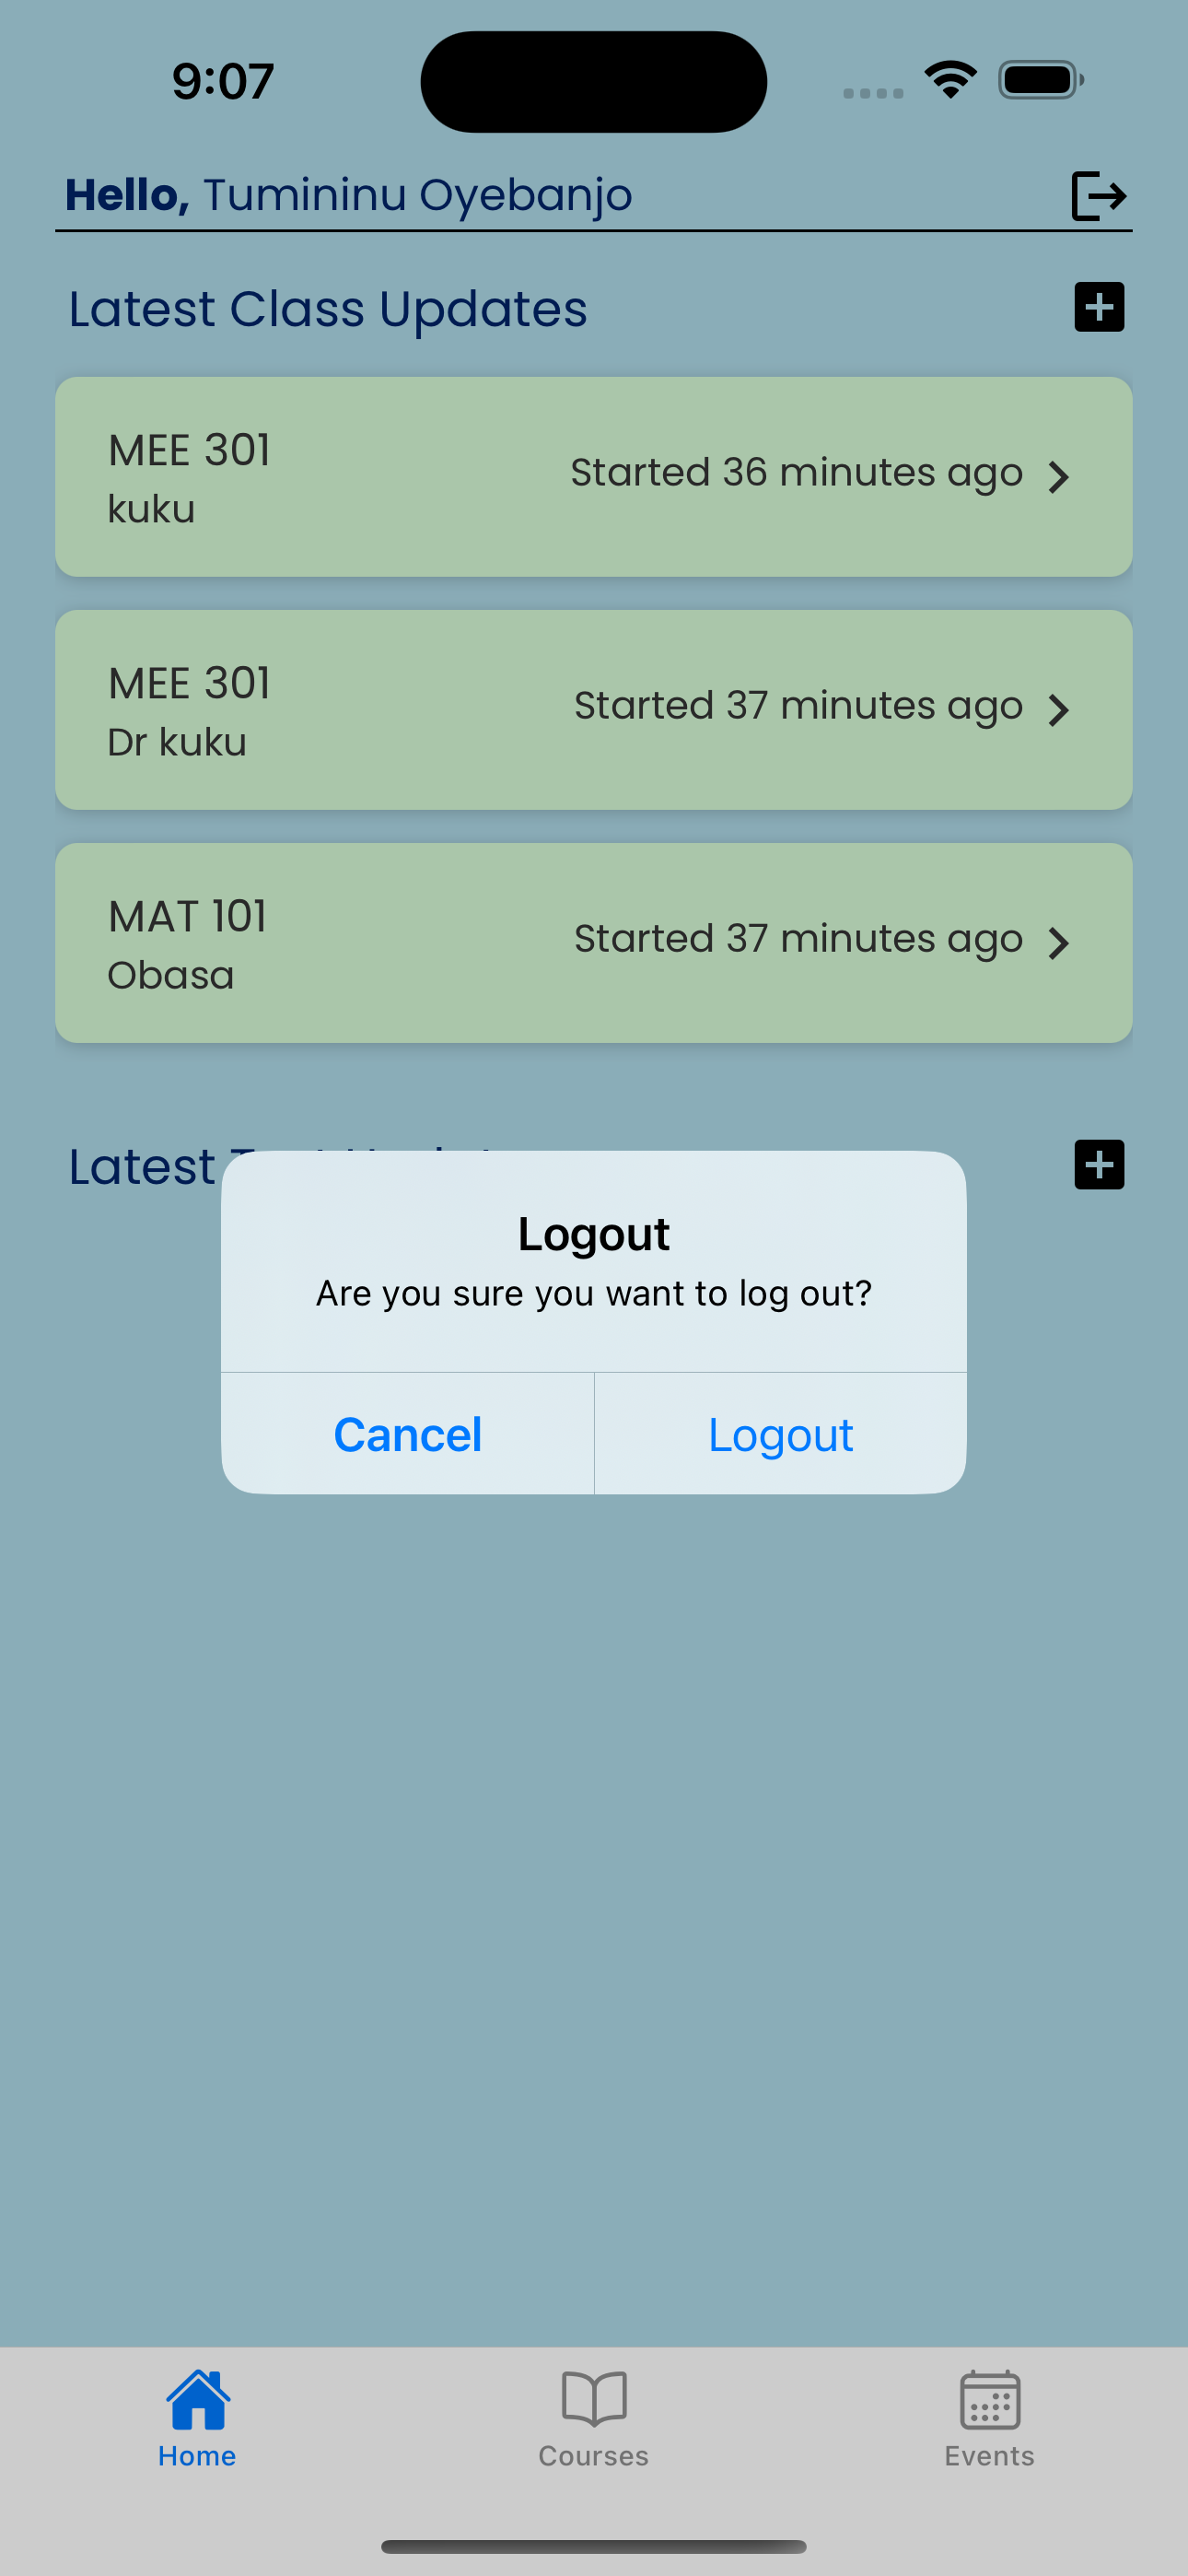 9:07
Hello, Tumininu Oyebanjo
Latest Class Updates
MEE 301
kuku
Started 36 minutes ago
MEE 301
Dr kuku
Started 37 minutes ago
MAT 101
Obasa
Started 37 minutes ago
Latest
Logout
Are you sure you want to log out?
Cancel
Logout
Home
Courses
Events